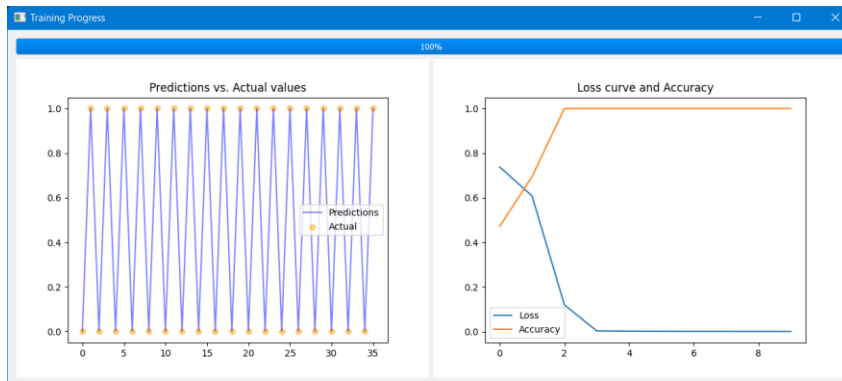 Training Progress
100%
Predictions vs. Actual values
1.0
0.8
0.6
0.4
0.2
0.0
0 5 10 15 20 25 30 35
Predictions
Actual
Loss curve and Accuracy
1.0
0.8
0.6
0.4
0.2
0.0
0 2 4 6 8
Loss
Accuracy